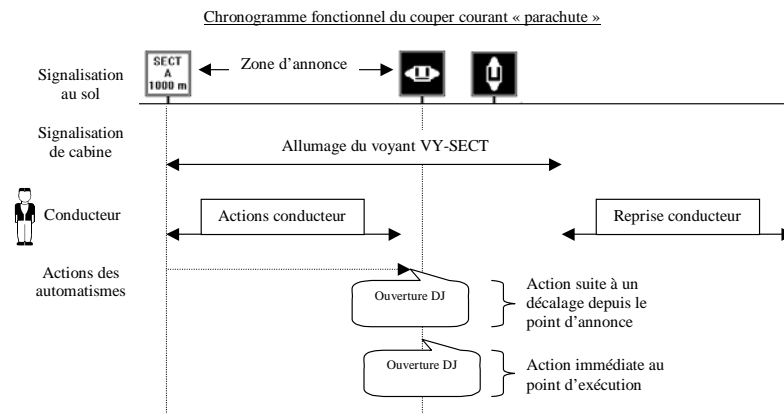 Chronogramme fonctionnel du couper courant « parachute »
SECT
A
1000 m
Zone d'annonce
Signalisation
au sol
Signalisation
de cabine
Allumage du voyant VY-SECT
Conducteur
Actions conducteur
Reprise conducteur
Actions des
automatismes
Ouverture DJ
Action suite à un
décalage depuis le
point d'annonce
Ouverture DJ
Action immédiate au
point d'exécution